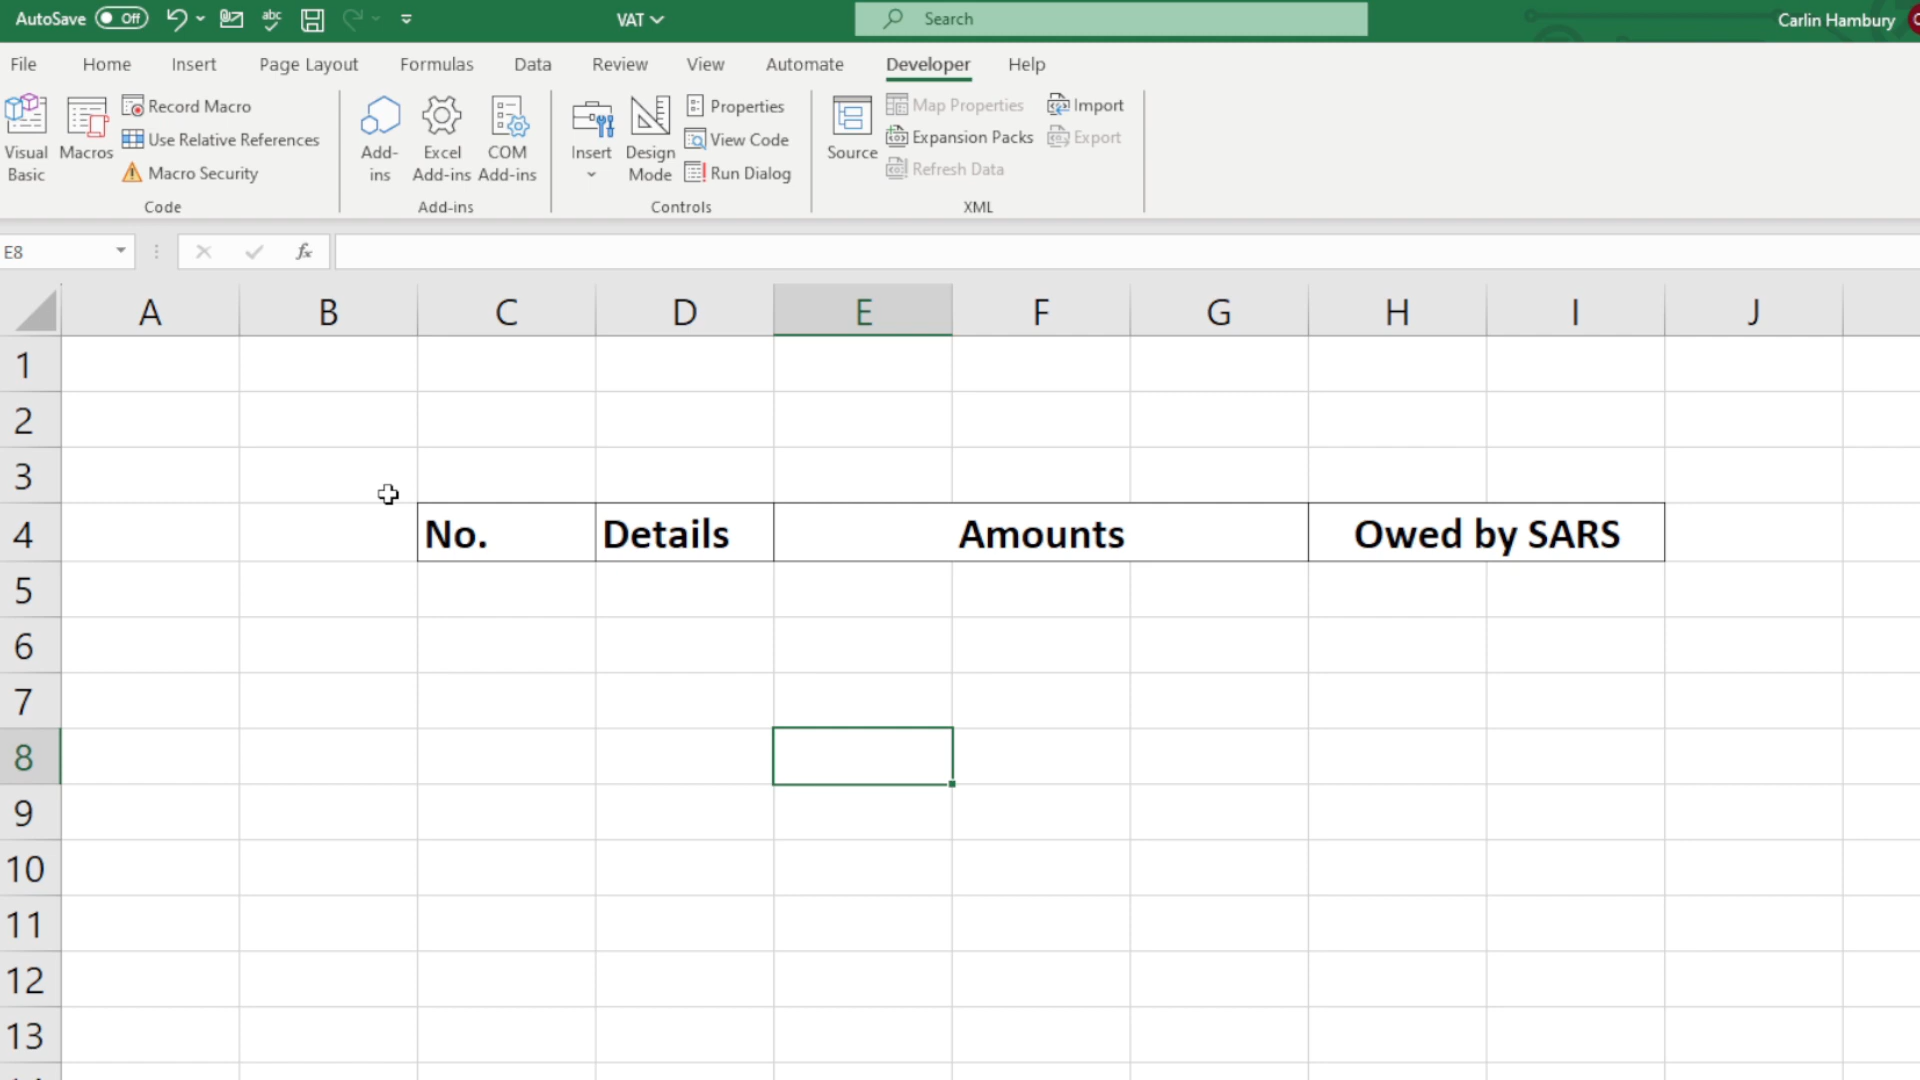 AutoSave Off abc VAT Search Carlin Hambury
File Home Insert Page Layout Formulas Data Review View Automate Developer Help
Visual Basic
Macros
Record Macro
Use Relative References
Macro Security
Code
Add-ins
Excel Add-ins
COM Add-ins
Add-ins
Insert
Design Mode
Properties
View Code
Run Dialog
Controls
Source
Map Properties
Expansion Packs
Refresh Data
Import
Export
XML
E8 fx
A B C D E F G H I J
1
2
3
4 No. Details Amounts Owed by SARS
5
6
7
8
9
10
11
12
13